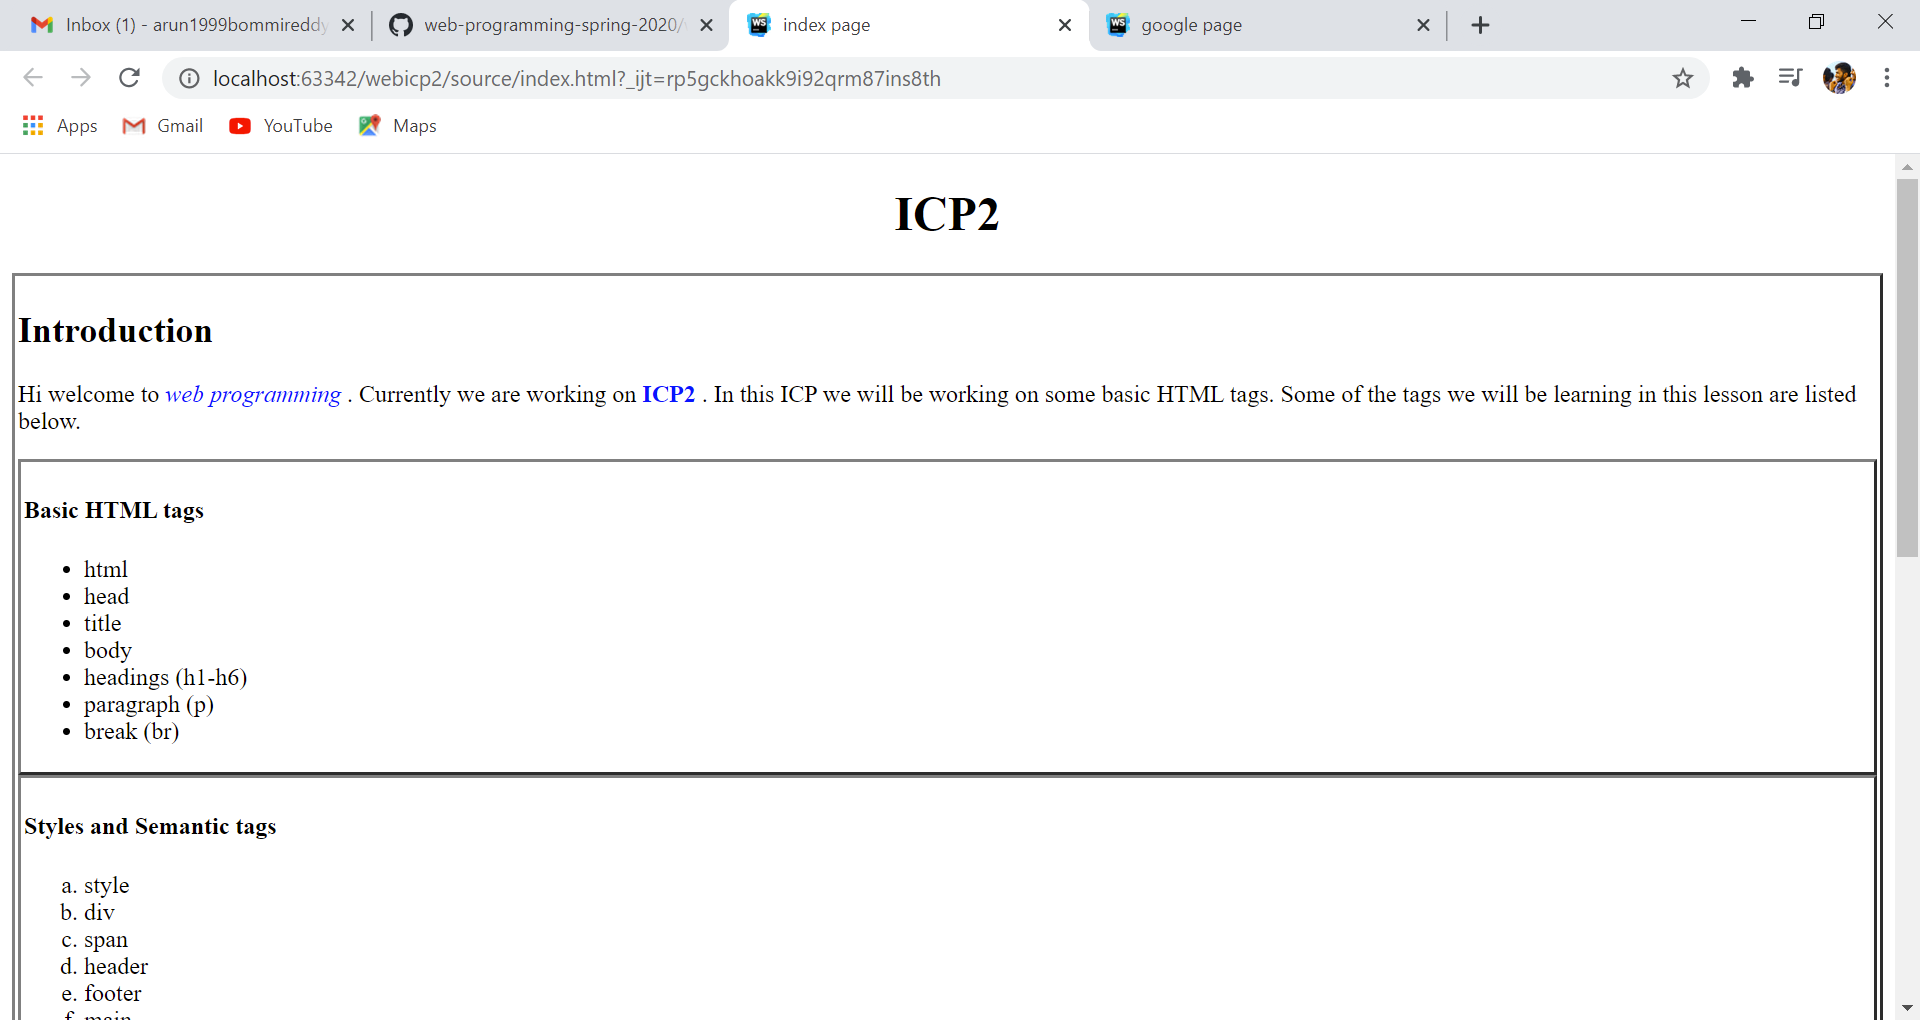 Inbox (1) - arun1999bommireddy
web-programming-spring-2020/
index page
google page
localhost:63342/webicp2/source/index.html?_ijt=rp5gckhoakk9i92qrm87ins8th
Apps
Gmail
YouTube
Maps
ICP2
Introduction
Hi welcome to web programming . Currently we are working on ICP2 . In this ICP we will be working on some basic HTML tags. Some of the tags we will be learning in this lesson are listed
below.
Basic HTML tags
• html
• head
• title
• body
• headings (h1-h6)
• paragraph (p)
• break (br)
Styles and Semantic tags
a. style
b. div
c. span
d. header
e. footer
f. main